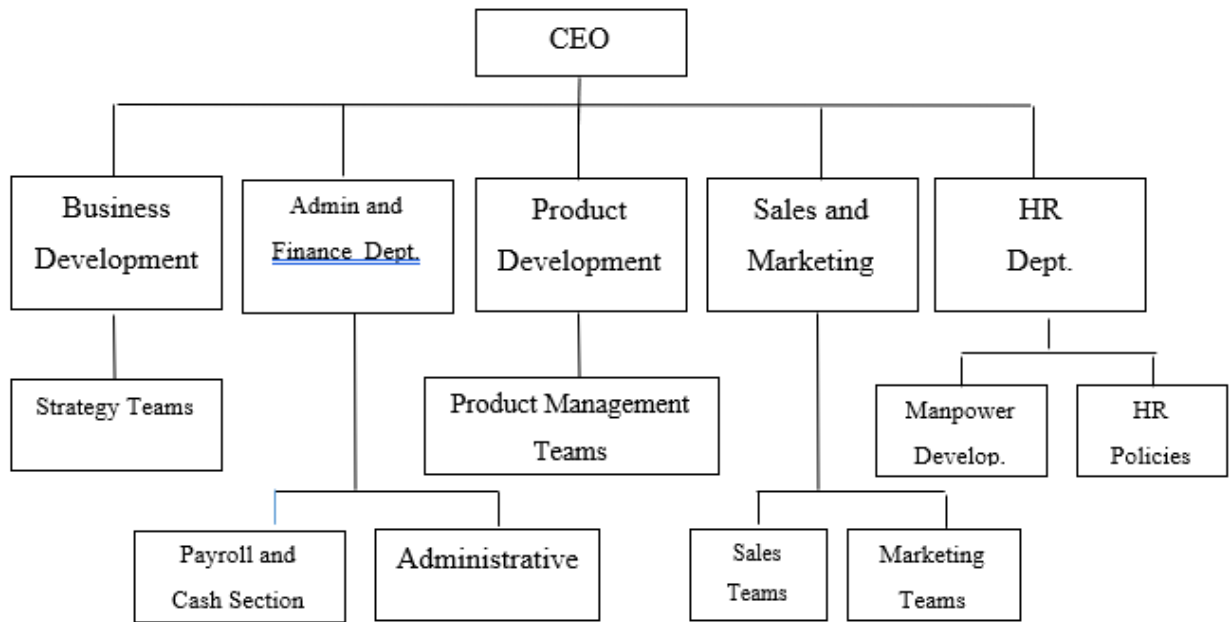 CEO
Business
Development
Admin and
Finance Dept.
Product
Development
Sales and
Marketing
HR
Dept.
Strategy Teams
Product Management
Teams
Manpower
Develop.
HR
Policies
Payroll and
Cash Section
Administrative
Sales
Teams
Marketing
Teams